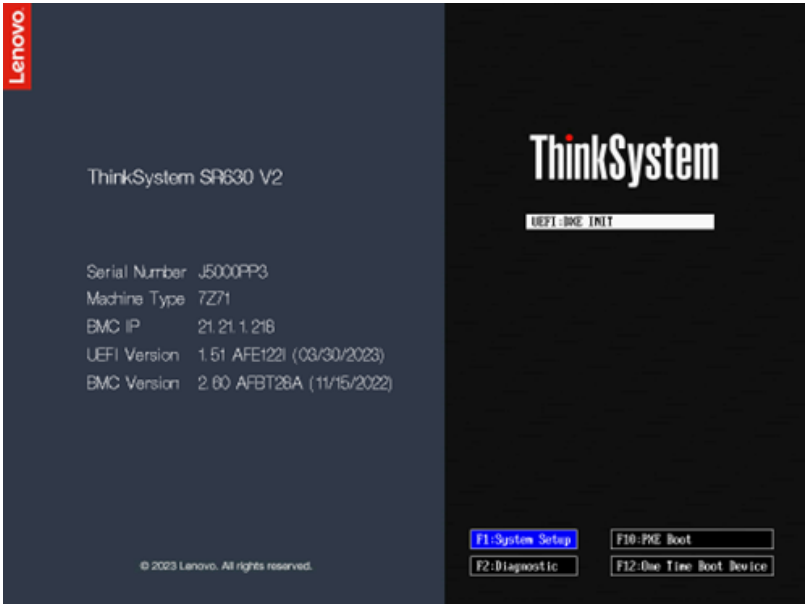 Lenovo
ThinkSystem SR630 V2
Serial Number J5000PP3
Machine Type 7Z71
BMC IP 21.21.1.216
UEFI Version 1.51 AFE122I (03/30/2023)
BMC Version 2.60 AFBT26A (11/15/2022)
© 2023 Lenovo. All rights reserved.
ThinkSystem
UEFI:DXE INIT
F1:System Setup
F10:PXE Boot
F2:Diagnostic
F12:One Time Boot Device